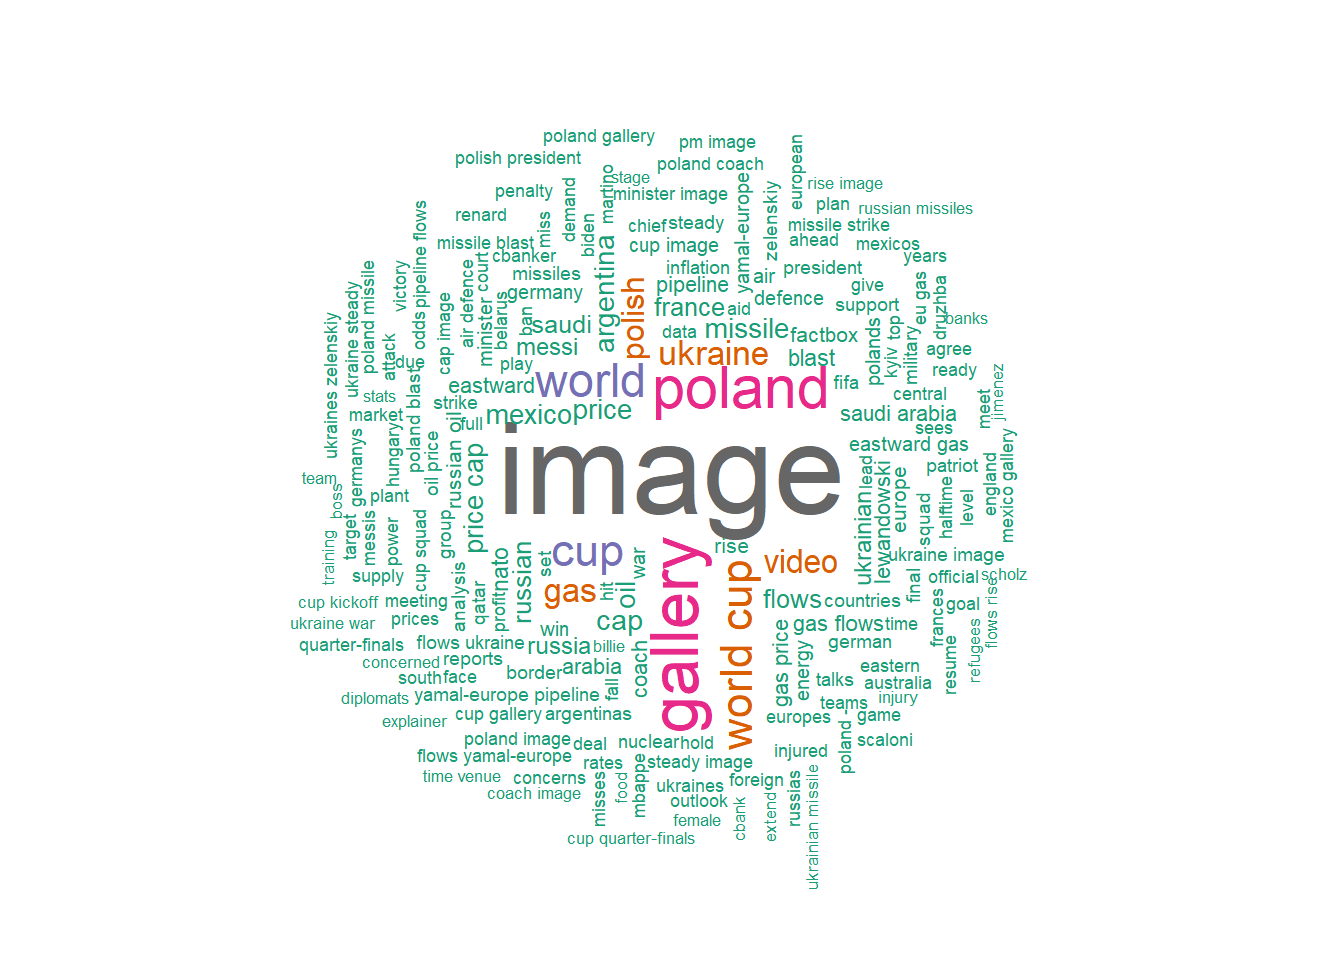 poland gallery
pm image
polish president
poland coach
european
stage
rise image
penalty
demand
martino
minister image
yamal-europe
plan
russian missiles
renard
miss
biden
chief
steady
zelenskiy
missile strike
odds pipeline flows
missile blast
cbanker
cup image
ahead
mexicos
years
victory
missiles
argentina
inflation
air
president
poland missile
air defence
minister court
germany
polish
pipeline
give
eu gas
druzhba
ukraine steady
cap image
belarus
ban
saudi
france
aid
defence
support
banks
ukraines zelenskiy
attack
due
messi
data
missile
factbox
polands
kyiv top
military
agree
play
ukraine
blast
ready
stats
eastward
world
poland
fifa
central
jimenez
market
poland blast
strike
mexico
price
saudi arabia
meet
full
sees
hungary
oil price
russian oil
image
eastward gas
mexico gallery
team
germanys
price cap
lead
lewandowski
europe
patriot
england
boss
plant
ukrainian
squad
halftime
level
target
messis
power
cup squad
group
cup
rise
video
ukraine image
training
supply
analysis
qatar
profit
nato
russian
set
gas
hit
oil
war
gallery
world cup
flows
countries
final
official
scholz
cup kickoff
meeting
goal
ukraine war
prices
win
cap
gas flows
time
frances
resume
refugees
flows rise
quarter-finals
flows ukraine
russia
billie
gas price
energy
german
concerned
reports
border
arabia
fall
coach
eastern
south
face
talks
australia
diplomats
yamal-europe pipeline
teams
injury
explainer
cup gallery
argentinas
europes
game
poland -
poland image
deal
nuclear
hold
injured
scaloni
flows yamal-europe
rates
steady image
time venue
concerns
misses
food
mbappe
ukraines
foreign
russias
ukrainian missile
coach image
outlook
cbank
extend
female
cup quarter-finals